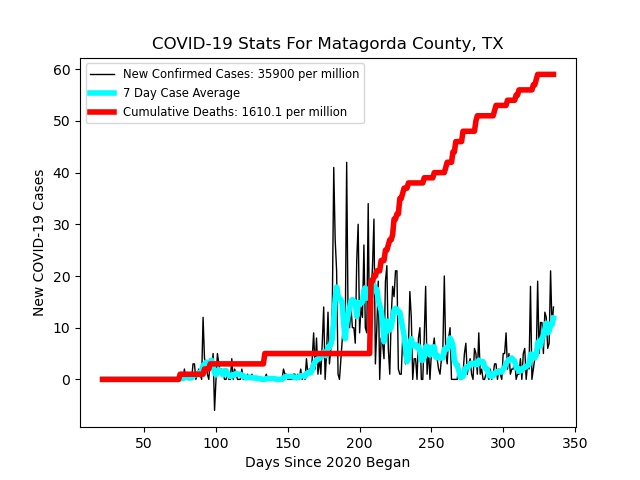 COVID-19 Stats For Matagorda County, TX
New Confirmed Cases: 35900 per million
7 Day Case Average
Cumulative Deaths: 1610.1 per million
60
50
40
30
20
10
0
New COVID-19 Cases
50
100
150
200
250
300
350
Days Since 2020 Began